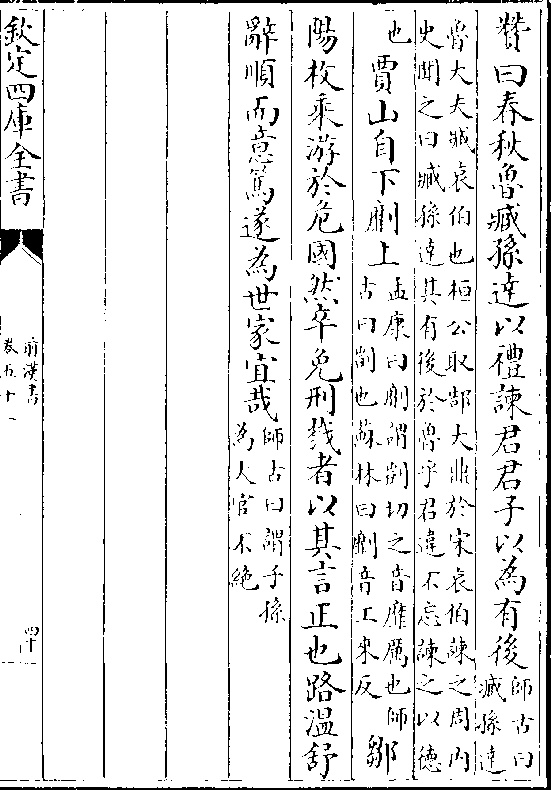 贊曰春秋魯臧孫達以禮諫君君子以為有後師古曰臧孫達
魯大夫臧哀伯也桓公取郜大鼎於宋哀伯諫之周内
史聞之曰臧孫達其有後於魯乎君違不忘諫之以德
也賈山自下劘上孟康曰劘謂剴切之音靡厲也師古曰剴也蘇林曰劘音工來反鄒
陽枚乘游於危國然卒免刑戮者以其言正也路温舒
辭順而意篤遂為世家宜哉師古曰謂子孫為大官不絶
欽定四庫全書
前漢書
卷五十一
四十